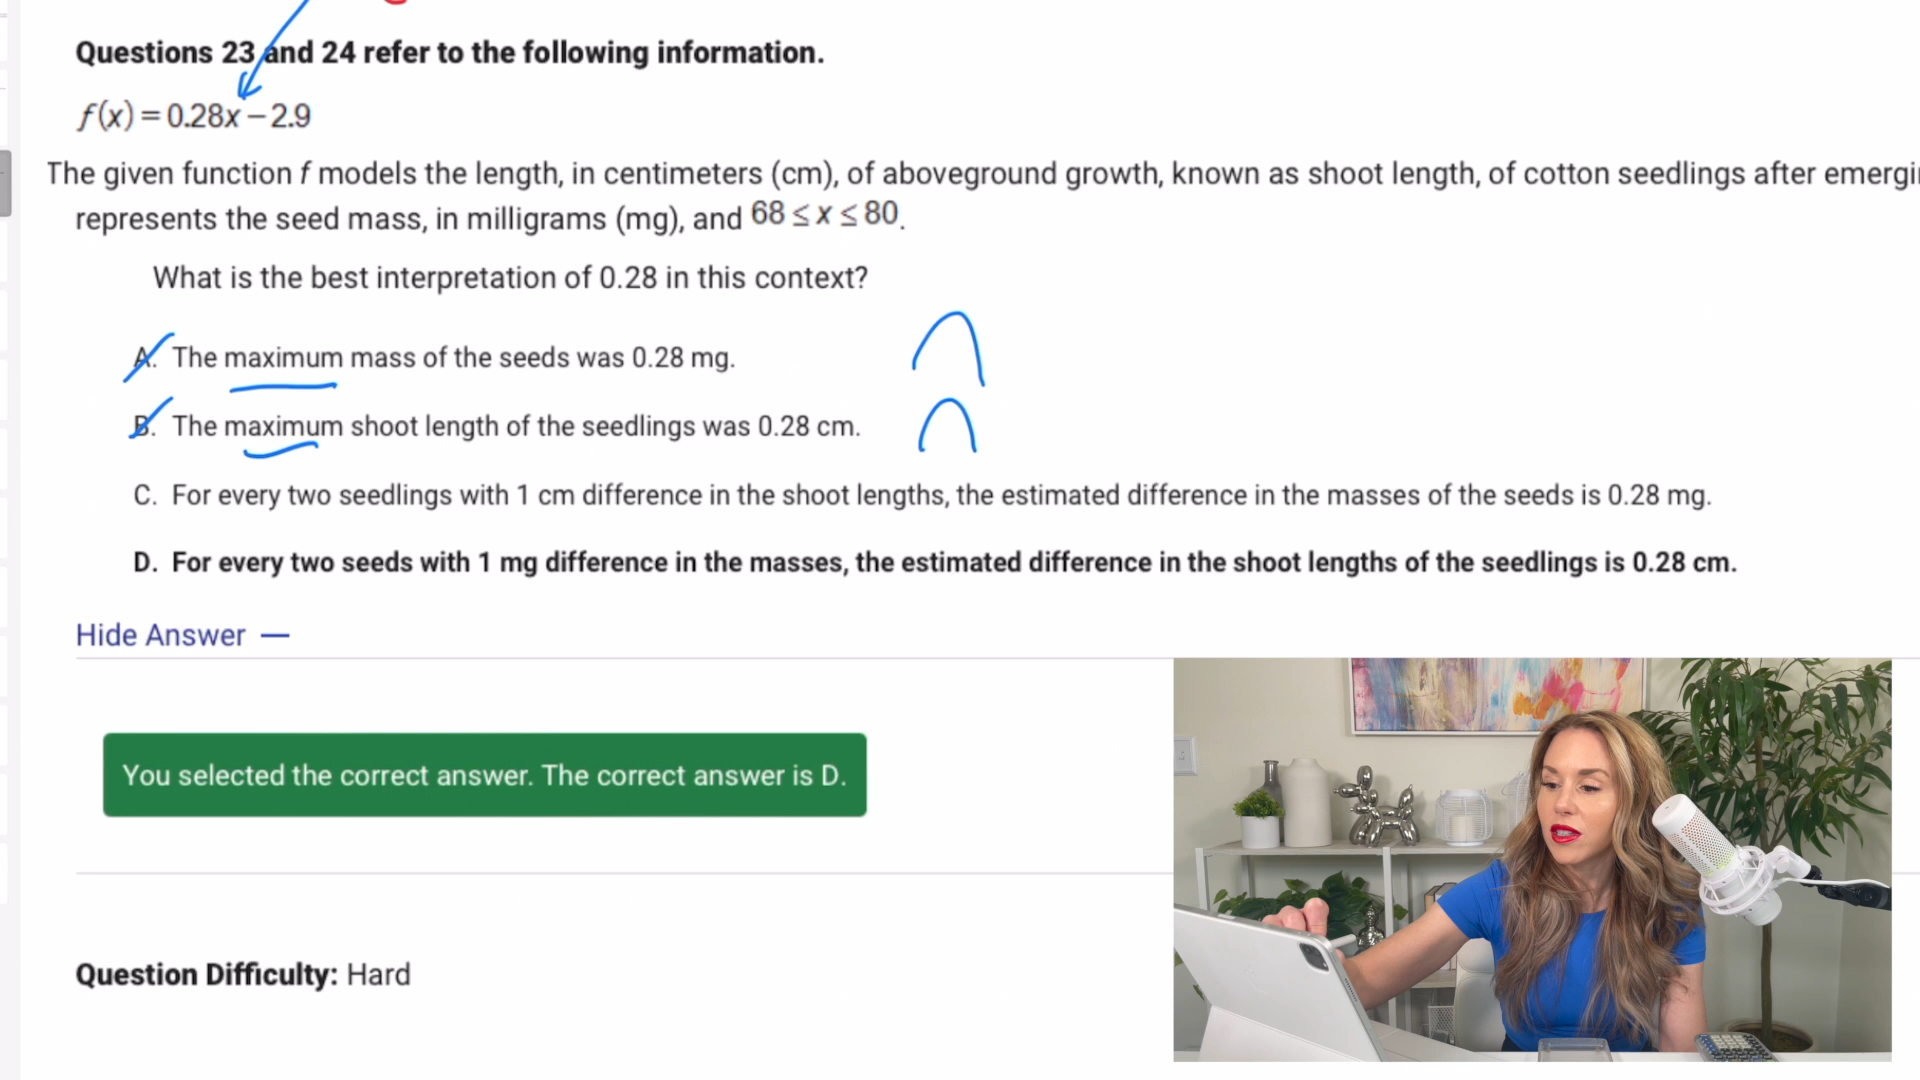 Questions 23 and 24 refer to the following information.
f(x) = 0.28x − 2.9
The given function f models the length, in centimeters (cm), of aboveground growth, known as shoot length, of cotton seedlings after
represents the seed mass, in milligrams (mg), and 68 ≤ x ≤ 80.
What is the best interpretation of 0.28 in this context?
A. The maximum mass of the seeds was 0.28 mg.
B. The maximum shoot length of the seedlings was 0.28 cm.
C. For every two seedlings with 1 cm difference in the shoot lengths, the estimated difference in the masses of the seeds is 0.28 mg.
D. For every two seeds with 1 mg difference in the masses, the estimated difference in the shoot lengths of the seedlings is 0.28 cm.
Hide Answer —
You selected the correct answer. The correct answer is D.
Question Difficulty: Hard